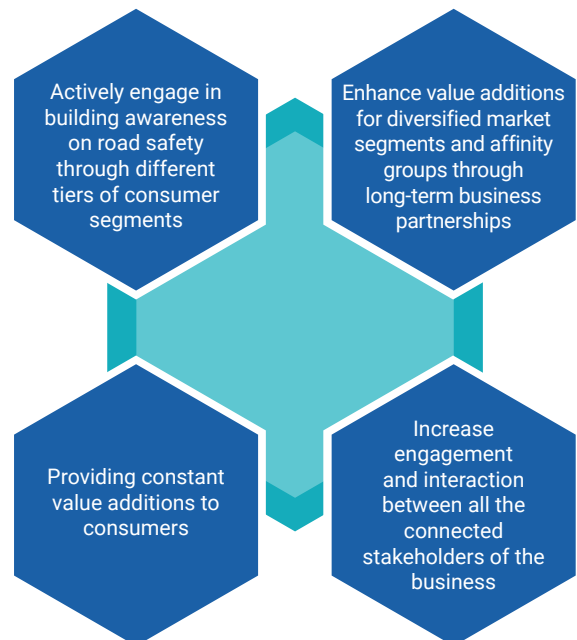 Actively engage in
building awareness
on road safety
through different
tiers of consumer
segments
Enhance value additions
for diversified market
segments and affinity
groups through
long-term business
partnerships
Providing constant
value additions to
consumers
Increase
engagement
and interaction
between all the
connected
stakeholders of the
business